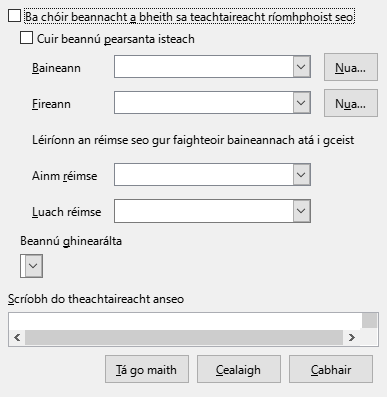 Ba chóir beannacht a bheith sa teachtaireacht ríomhphoist seo
Cuir beannú pearsanta isteach
Baineann
Nua...
Fireann
Nua...
Léiríonn an réimse seo gur faighteoir baineannach atá i gceist
Ainm réimse
Luach réimse
Beannú ghinearálta
Scríobh do theachtaireacht anseo
Tá go maith
Cealaigh
Cabhair